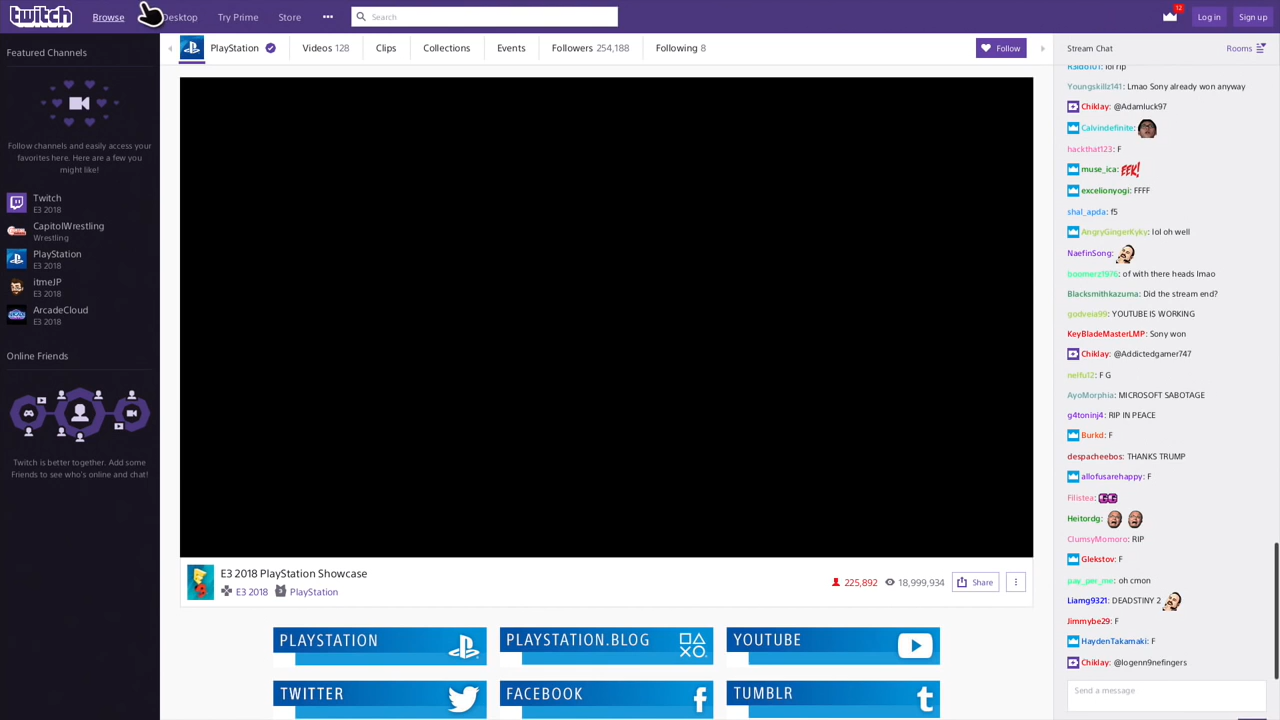 twitch
Browse
Desktop
Try Prime
Store
Search
12
Log in
Sign up
Featured Channels
Follow channels and easily access your
favorites here. Here are a few you
might like!
Twitch
E3 2018
CapitolWrestling
Wrestling
PlayStation
E3 2018
itmeJP
E3 2018
ArcadeCloud
E3 2018
Online Friends
Twitch is better together. Add some
Friends to see who's online and chat!
PlayStation
Videos 128
Clips
Collections
Events
Followers 254,188
Following 8
Follow
E3 2018 PlayStation Showcase
E3 2018
PlayStation
225,892
18,999,934
Share
PLAYSTATION
PLAYSTATION.BLOG
YOUTUBE
TWITTER
FACEBOOK
TUMBLR
Stream Chat
Rooms
lol rip
Youngskillz141: Lmao Sony already won anyway
Chiklay: @Adamluck97
Calvindefinite:
hackthat123: F
muse_ica: EEK!
excelionyogi: FFFF
shal_apda: f5
AngryGingerKyky: lol oh well
NaefinSong:
boomerz1976: of with there heads lmao
Blacksmithkazuma: Did the stream end?
godveia99: YOUTUBE IS WORKING
KeyBladeMasterLMP: Sony won
Chiklay: @Addictedgamer747
nelfu12: F G
AyoMorphia: MICROSOFT SABOTAGE
g4toninj4: RIP IN PEACE
Burkd: F
despacheebos: THANKS TRUMP
allofusarehappy: F
Filistea: GG
Heitordg:
ClumsyMomoro: RIP
Glekstov: F
pay_per_me: oh cmon
Liamg9321: DEADSTINY 2
Jimmybe29: F
HaydenTakamaki: F
Chiklay: @logenn9nefingers
Send a message